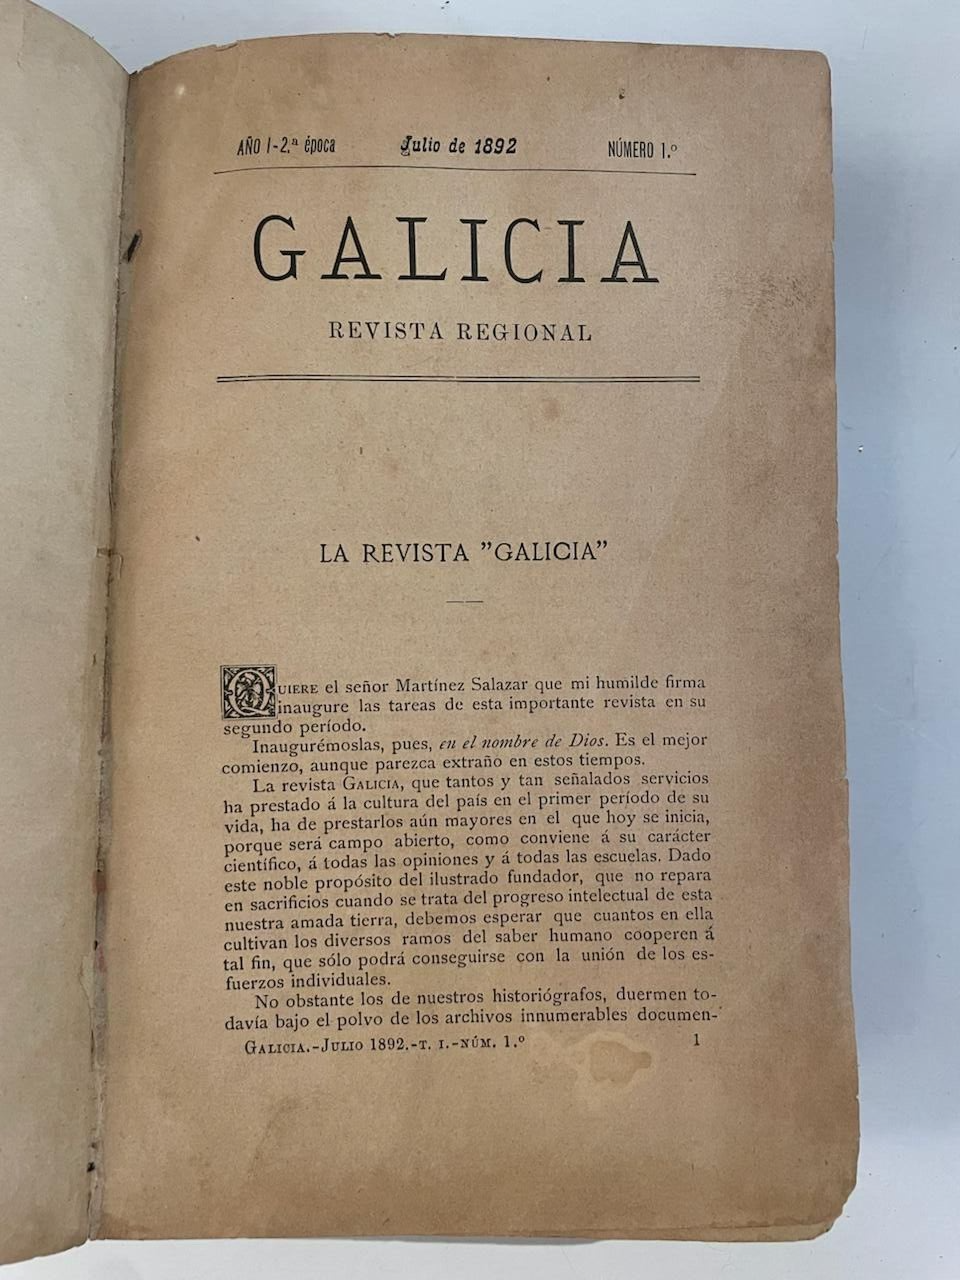 AÑO I-2.ª época Julio de 1892 NÚMERO 1.º
GALICIA
REVISTA REGIONAL
LA REVISTA "GALICIA"
QUIERE el señor Martínez Salazar que mi humilde firma
inaugure las tareas de esta importante revista en su
segundo período.
Inaugurémoslas, pues, en el nombre de Dios. Es el mejor
comienzo, aunque parezca extraño en estos tiempos.
La revista GALICIA, que tantos y tan señalados servicios
ha prestado á la cultura del país en el primer período de su
vida, ha de prestarlos aún mayores en el que hoy se inicia,
porque será campo abierto, como conviene á su carácter
científico, á todas las opiniones y á todas las escuelas. Dado
este noble propósito del ilustrado fundador, que no repara
en sacrificios cuando se trata del progreso intelectual de esta
nuestra amada tierra, debemos esperar que cuantos en ella
cultivan los diversos ramos del saber humano cooperen á
tal fin, que sólo podrá conseguirse con la unión de los es-
fuerzos individuales.
No obstante los de nuestros historiógrafos, duermen to-
davía bajo el polvo de los archivos innumerables documen-
GALICIA.-JULIO 1892.-T. I.-NÚM. 1.º 1